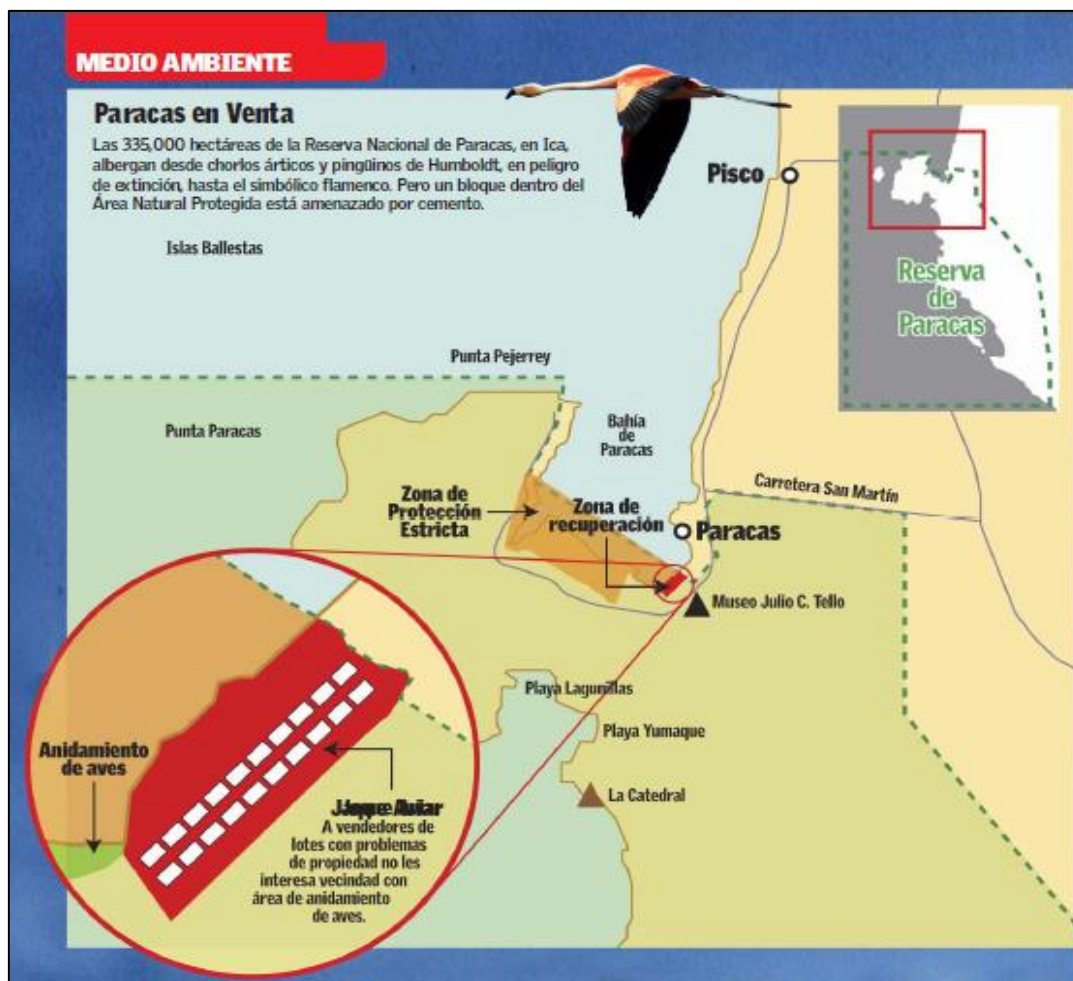 MEDIO AMBIENTE
Paracas en Venta
Las 335,000 hectáreas de la Reserva Nacional de Paracas, en Ica,
albergan desde chorlos árticos y pingüinos de Humboldt, en peligro
de extinción, hasta el simbólico flamenco. Pero un bloque dentro del
Área Natural Protegida está amenazado por cemento.
Pisco
Islas Ballestas
Reserva
de
Paracas
Punta Pejerrey
Punta Paracas
Bahía
de
Paracas
Zona de
Protección
Estricta
Zona de
recuperación
Carretera San Martín
Paracas
Museo Julio C. Tello
Playa Lagunillas
Playa Yumaque
La Catedral
Anidamiento
de aves
A vendedores de
lotes con problemas
de propiedad no les
interesa vecindad con
área de anidamiento
de aves.